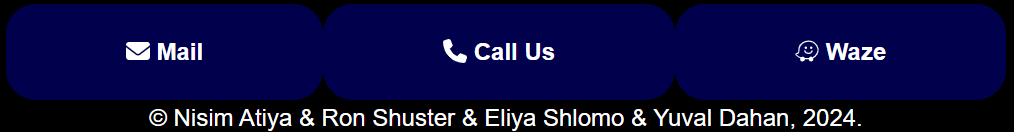 Mail Call Us Waze
© Nisim Atiya & Ron Shuster & Eliya Shlomo & Yuval Dahan, 2024.